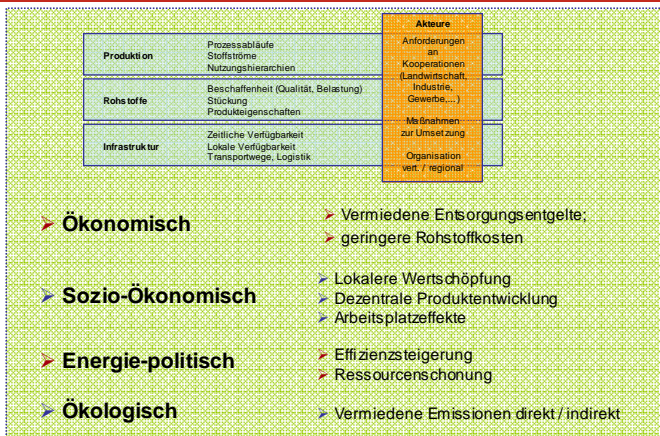 Akteure
Produktion
Prozessabläufe
Stoffströme
Nutzungshierarchien
Anforderungen
an
Kooperationen
(Landwirtschaft,
Industrie,
Gewerbe,...)
Rohstoffe
Beschaffenheit (Qualität, Belastung)
Stückung
Produkteigenschaften
Maßnahmen
zur Umsetzung
Infrastruktur
Zeitliche Verfügbarkeit
Lokale Verfügbarkeit
Transportwege, Logistik
Organisation
vert. / regional
➢ Ökonomisch
➢ Vermiedene Entsorgungsentgelte;
➢ geringere Rohstoffkosten
➢ Sozio-Ökonomisch
➢ Lokalere Wertschöpfung
➢ Dezentrale Produktentwicklung
➢ Arbeitsplatzeffekte
➢ Energie-politisch
➢ Effizienzsteigerung
➢ Ressourcenschonung
➢ Ökologisch
➢ Vermiedene Emissionen direkt / indirekt